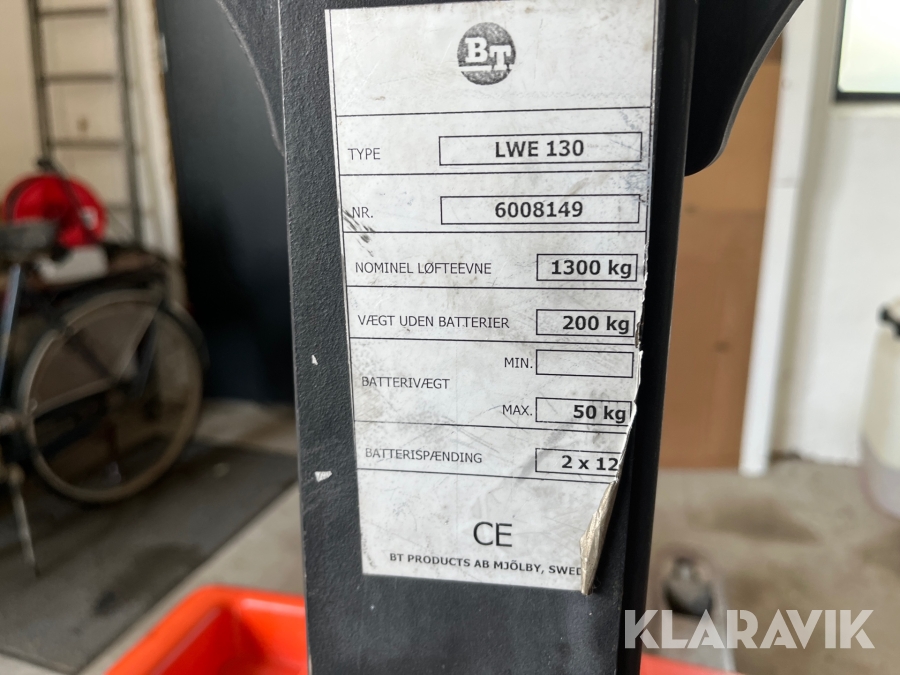 BT
TYPE LWE 130
NR. 6008149
NOMINEL LØFTEEVNE 1300 kg
VÆGT UDEN BATTERIER 200 kg
MIN.
BATTERIVÆGT
MAX. 50 kg
BATTERISPÆNDING 2 x 12
CE
BT PRODUCTS AB MJÖLBY, SWED
KLARAVIK